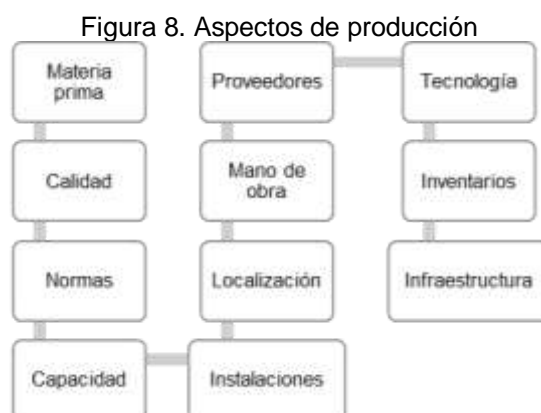 Figura 8. Aspectos de producción
Materia
prima
Calidad
Normas
Capacidad
Instalaciones
Localización
Mano de
obra
Proveedores
Tecnología
Inventarios
Infraestructura